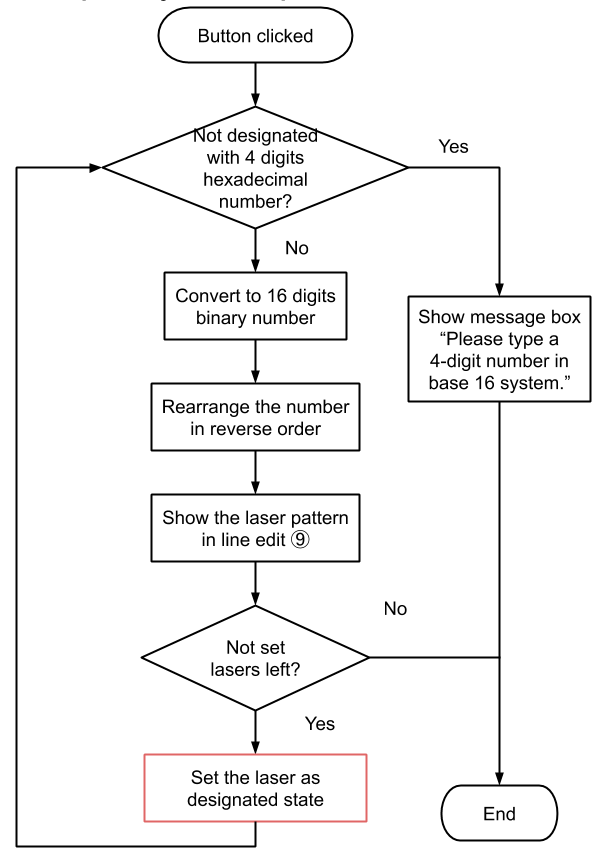 Button clicked
Not designated
with 4 digits
hexadecimal
number?
Yes
No
Convert to 16 digits
binary number
Show message box
“Please type a
4-digit number in
base 16 system.”
Rearrange the number
in reverse order
Show the laser pattern
in line edit ⑨
No
Not set
lasers left?
Yes
Set the laser as
designated state
End